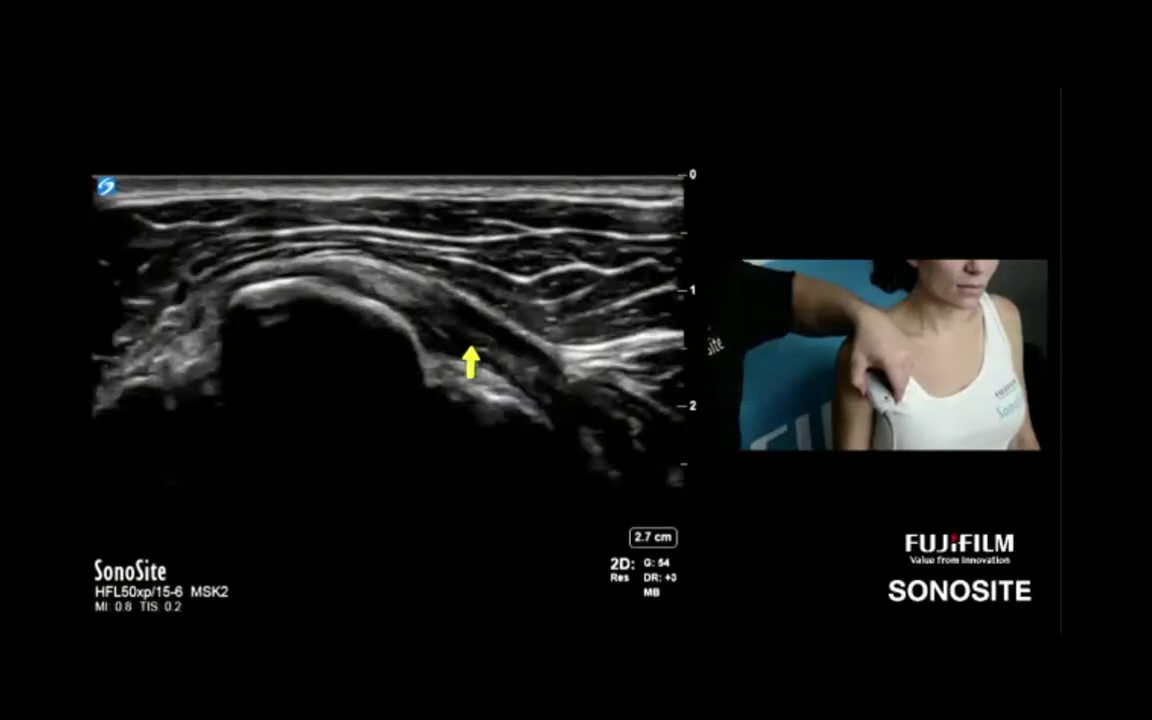 0
1
2
2.7 cm
2D: G: 54
Res DR: +3
MB
SonoSite
HFL50xp/15-6 MSK2
MI: 0.8 TIS: 0.2
FUJIFILM
Value from Innovation
SONOSITE